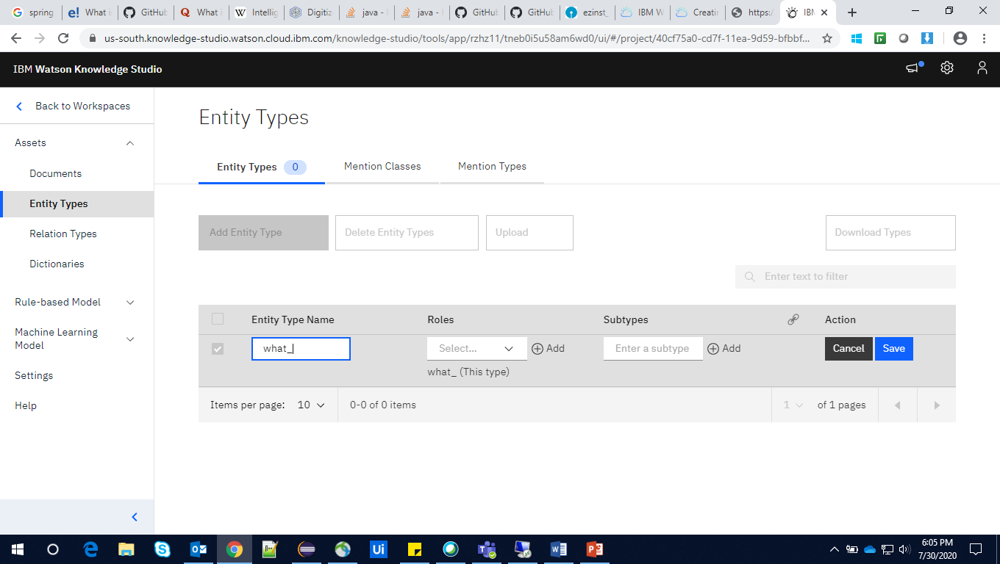 spring
What i
GitHub
What i
Intellig
Digitiz
java -
java -
GitHub
GitHub
ezinst_
IBM W
Creatin
https:/
IBM
us-south.knowledge-studio.watson.cloud.ibm.com/knowledge-studio/tools/app/rzhz11/tneb0i5u58am6wd0/ui/#/project/40cf75a0-cd7f-11ea-9d59-bfbbf...
IBM Watson Knowledge Studio
Back to Workspaces
Assets
Documents
Entity Types
Relation Types
Dictionaries
Rule-based Model
Machine Learning
Model
Settings
Help
Entity Types
Entity Types 0 Mention Classes Mention Types
Add Entity Type Delete Entity Types Upload Download Types
Enter text to filter
Entity Type Name Roles Subtypes Action
what_ Select... Add Enter a subtype Add Cancel Save
what_ (This type)
Items per page: 10 0-0 of 0 items 1 of 1 pages
6:05 PM
7/30/2020